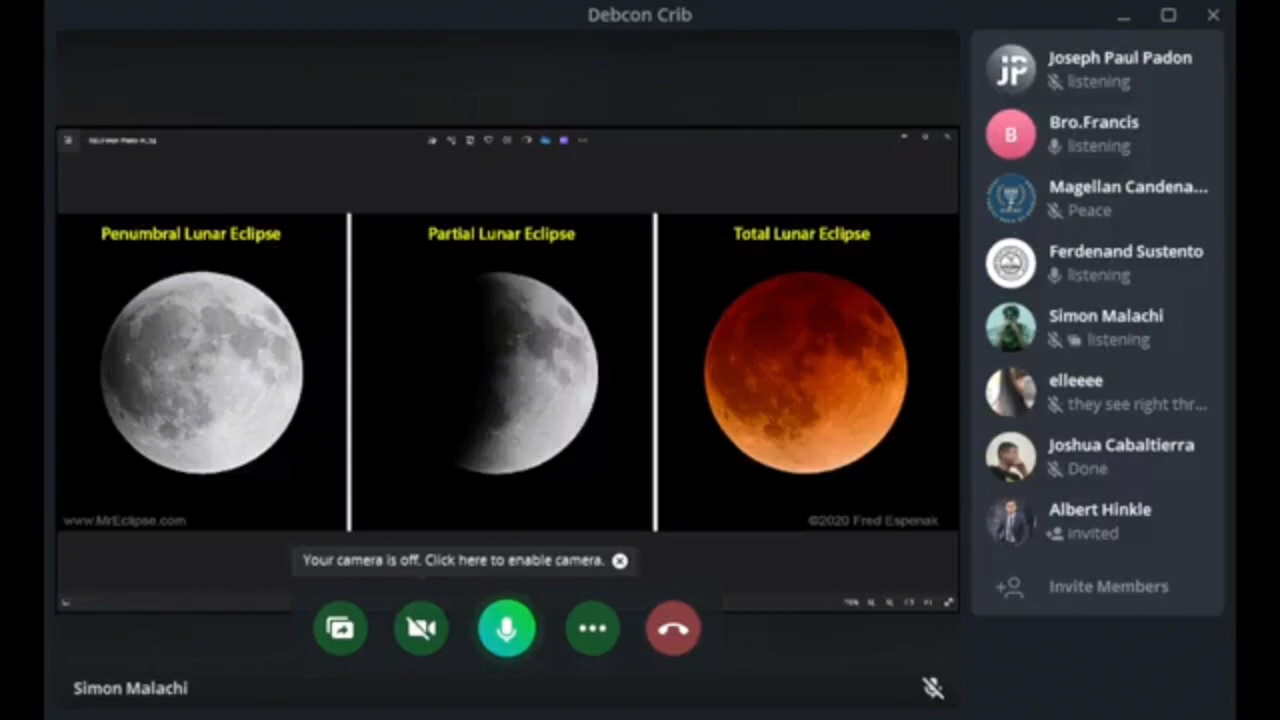 Debcon Crib
Penumbral Lunar Eclipse
Partial Lunar Eclipse
Total Lunar Eclipse
www.MrEclipse.com
©2020 Fred Espenak
Your camera is off. Click here to enable camera.
Simon Malachi
JP
Joseph Paul Padon
listening
B
Bro.Francis
listening
Magellan Candena...
Peace
Ferdenand Sustento
listening
Simon Malachi
listening
elleeee
they see right thr...
Joshua Cabaltierra
Done
Albert Hinkle
invited
Invite Members